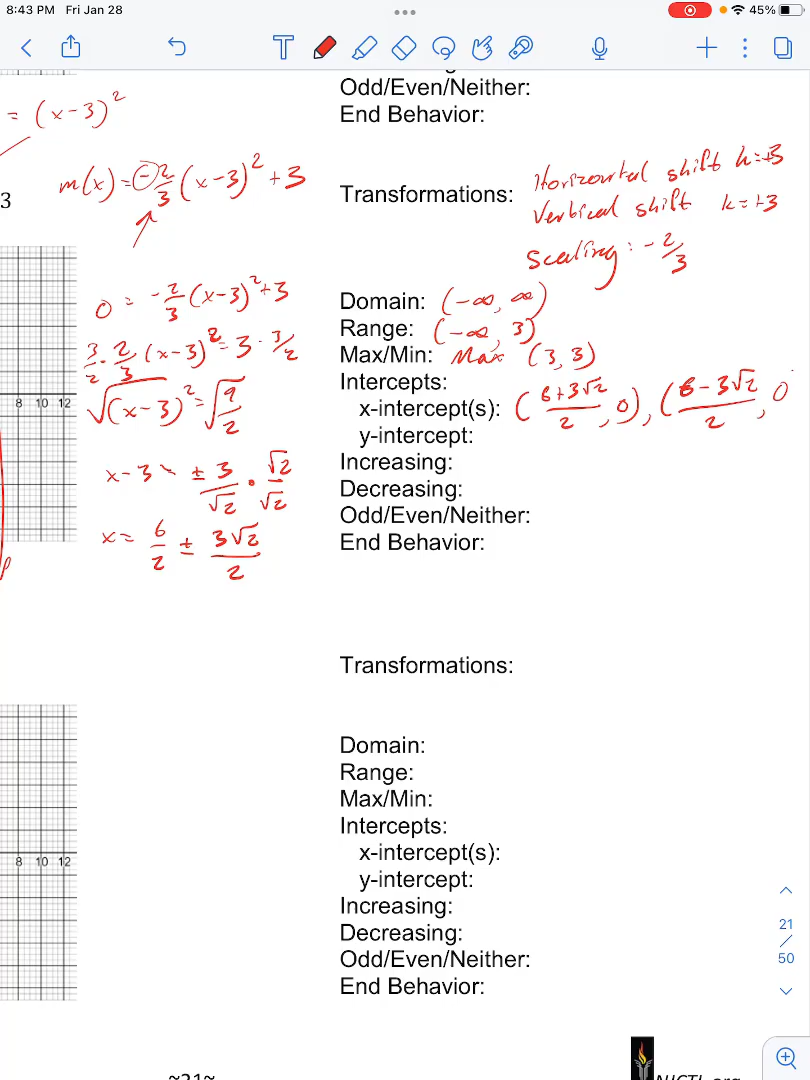 8:43 PM Fri Jan 28
45%
Odd/Even/Neither:
End Behavior:
= (x-3)^2
m(x) = -2/3 (x-3)^2 + 3
3
Transformations: Horizontal shift h=+3
Vertical shift k=+3
Scaling: -2/3
0 = -2/3 (x-3)^2 + 3
3/2 · 2/3 (x-3)^2 = 3 · 3/2
√(x-3)^2 = √9/2
x-3 = ± 3/√2 · √2/√2
x = 6/2 ± 3√2/2
Domain: (-∞, ∞)
Range: (-∞, 3)
Max/Min: Max (3, 3)
Intercepts:
x-intercept(s): (6+3√2/2, 0), (6-3√2/2, 0
y-intercept:
Increasing:
Decreasing:
Odd/Even/Neither:
End Behavior:
8 10 12
Transformations:
Domain:
Range:
Max/Min:
Intercepts:
x-intercept(s):
y-intercept:
Increasing:
Decreasing:
Odd/Even/Neither:
End Behavior:
8 10 12
21
/
50
~21~
NJCTL.org